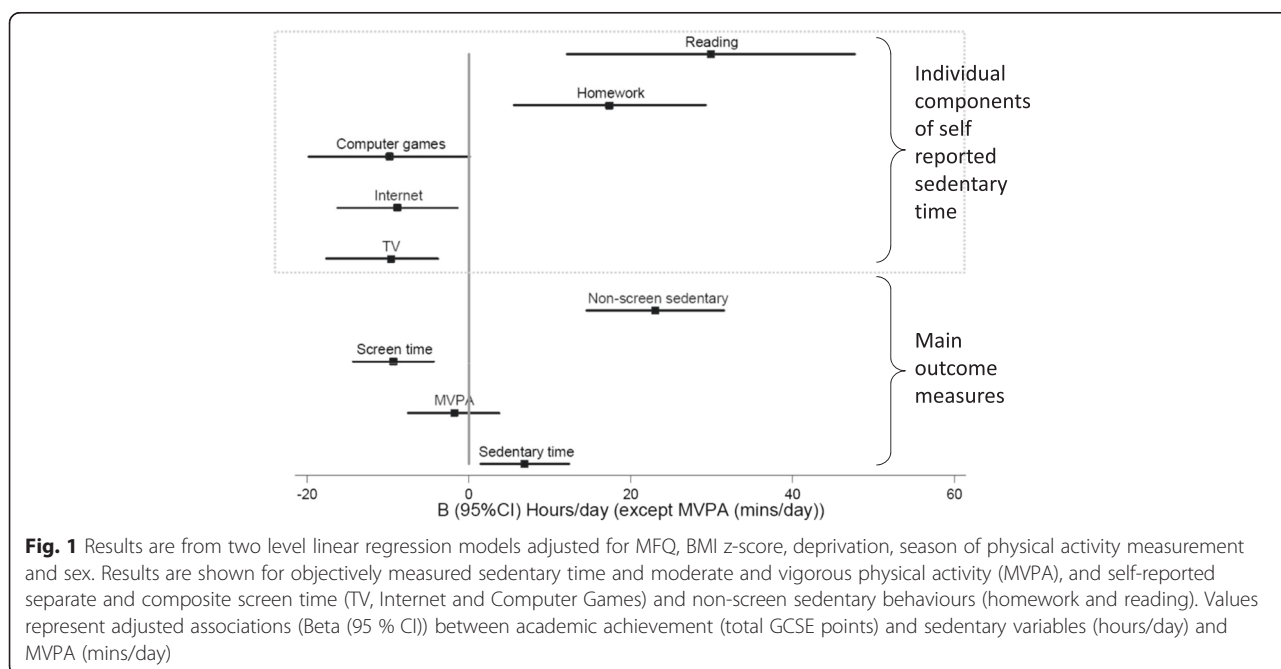 Reading
Homework
Computer games
Internet
TV
Individual
components
of self
reported
sedentary
time
Non-screen sedentary
Screen time
MVPA
Sedentary time
Main
outcome
measures
-20 0 20 40 60
B (95%CI) Hours/day (except MVPA (mins/day))
Fig. 1 Results are from two level linear regression models adjusted for MFQ, BMI z-score, deprivation, season of physical activity measurement
and sex. Results are shown for objectively measured sedentary time and moderate and vigorous physical activity (MVPA), and self-reported
separate and composite screen time (TV, Internet and Computer Games) and non-screen sedentary behaviours (homework and reading). Values
represent adjusted associations (Beta (95 % CI)) between academic achievement (total GCSE points) and sedentary variables (hours/day) and
MVPA (mins/day)